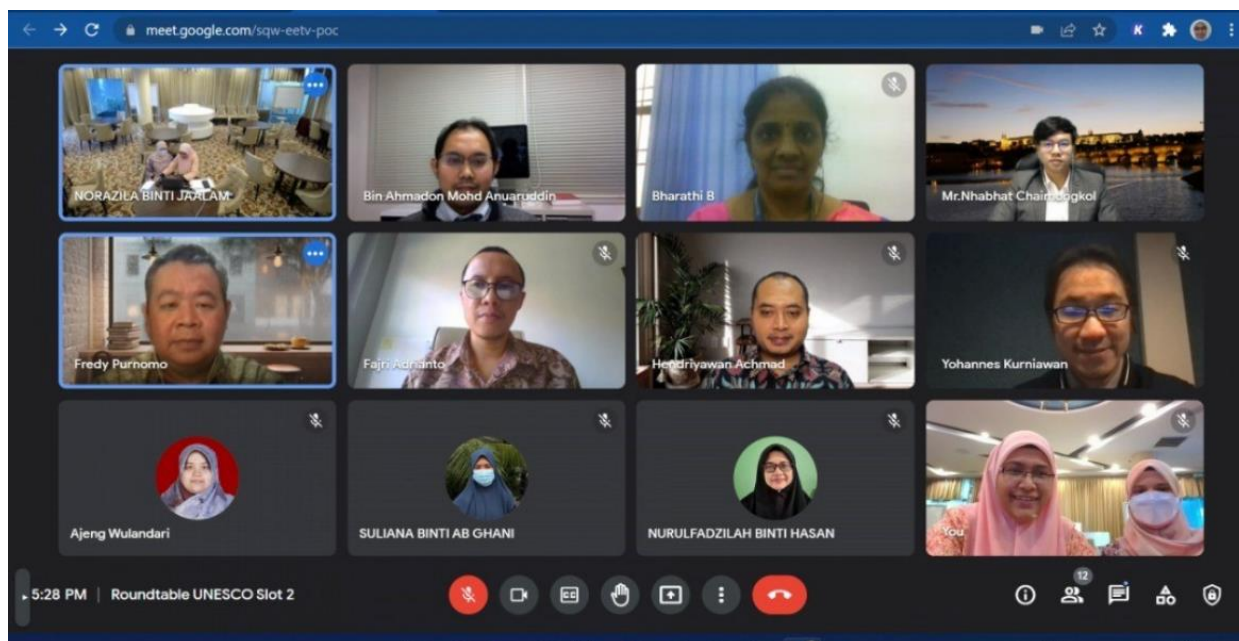 meet.google.com/sqw-eetv-poc
K
NORAZILA BINTI JAALAM
Bin Ahmadon Mohd Anuaruddin
Bharathi B
Mr.Nhabhat Chaimongkol
Fredy Purnomo
Fajri Adrianto
Hendriyawan Achmad
Yohannes Kurniawan
Ajeng Wulandari
SULIANA BINTI AB GHANI
NURULFADZILAH BINTI HASAN
You
5:28 PM | Roundtable UNESCO Slot 2
CC
12